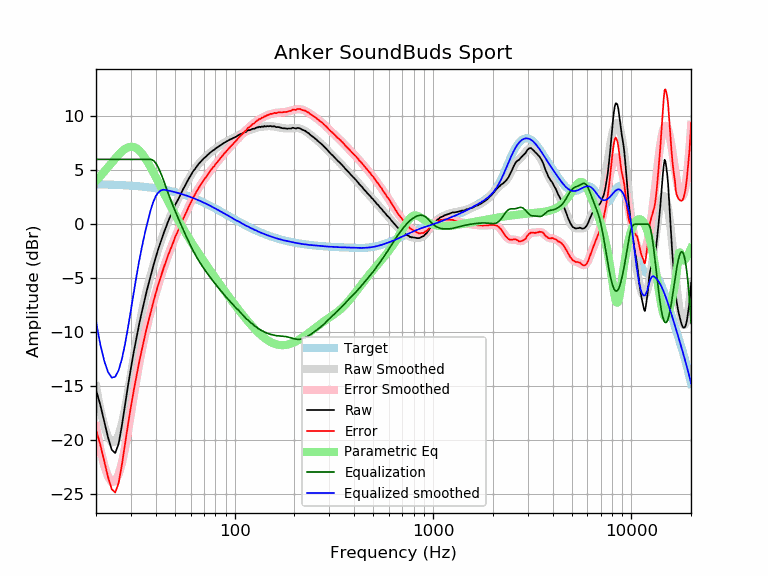 Anker SoundBuds Sport
Amplitude (dBr)
10
5
0
−5
−10
−15
−20
−25
Target
Raw Smoothed
Error Smoothed
Raw
Error
Parametric Eq
Equalization
Equalized smoothed
100 1000 10000
Frequency (Hz)